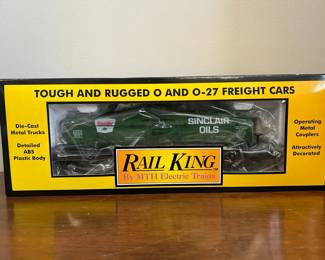 TOUGH AND RUGGED O AND O-27 FREIGHT CARS
Die-Cast
Metal Trucks
Detailed
ABS
Plastic Body
SINCLAIR
OILS
Operating
Metal
Couplers
Attractively
Decorated
RAIL KING
By MTH Electric Trains